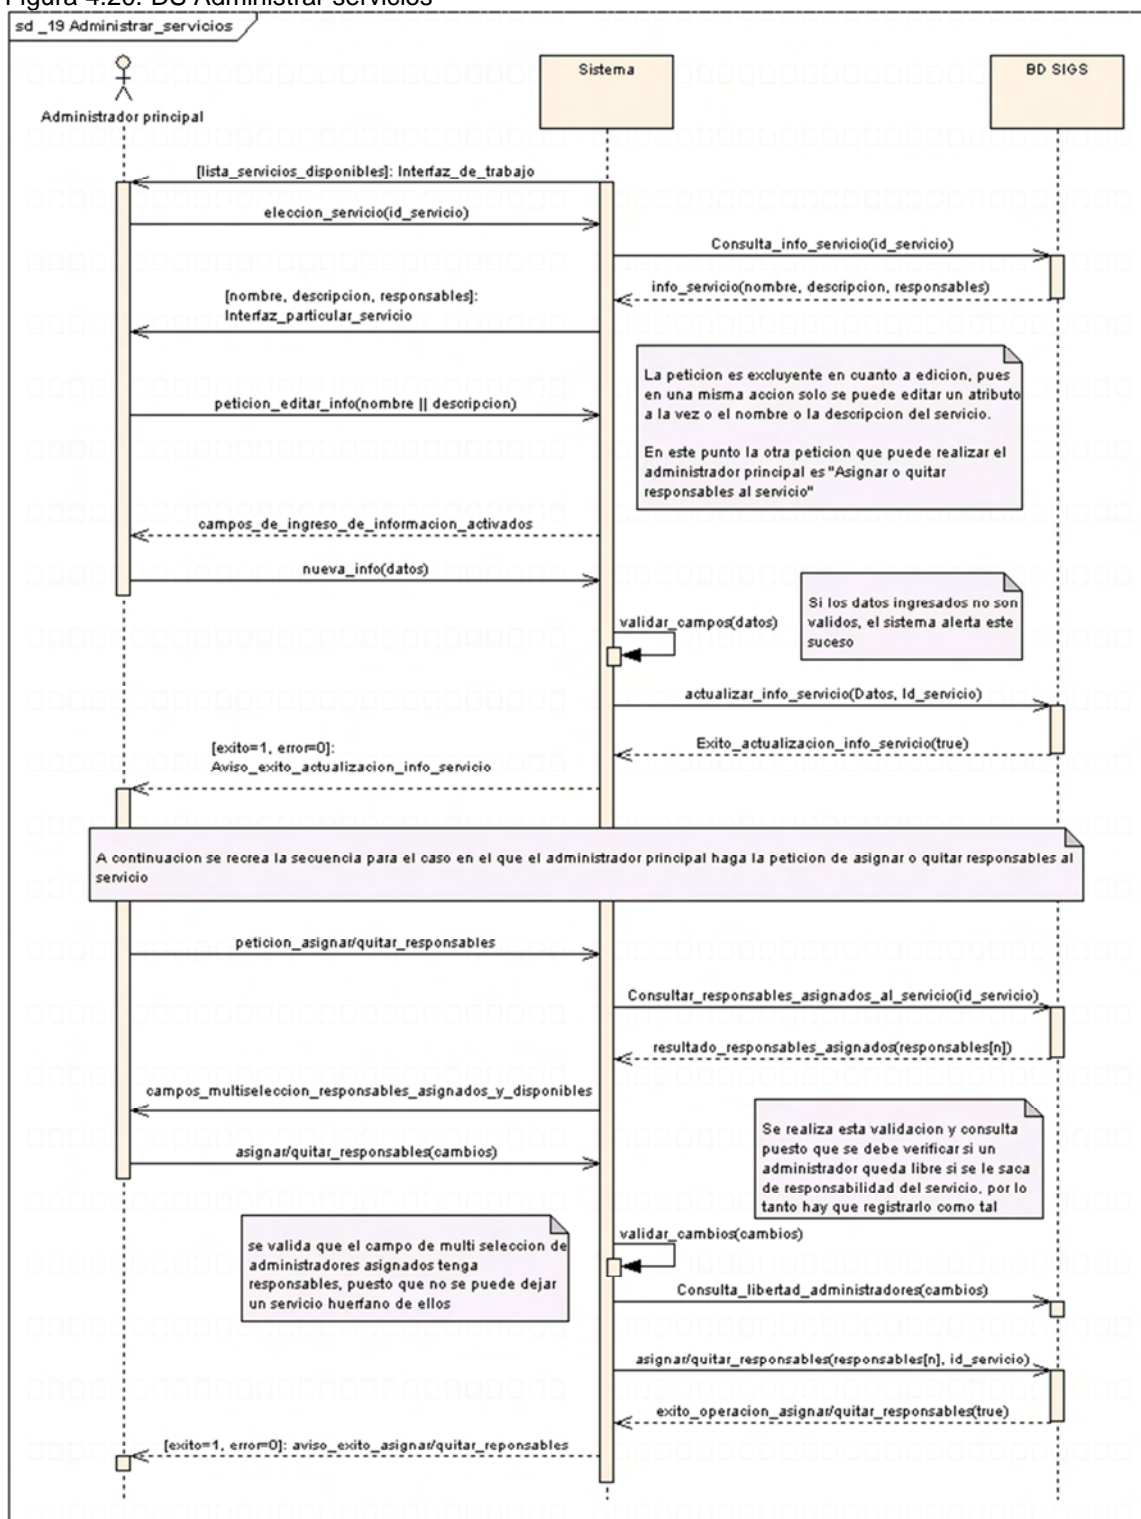 sd _19 Administrar_servicios
Administrador principal
Sistema
BD SIGS
[lista_servicios_disponibles]: Interfaz_de_trabajo
eleccion_servicio(id_servicio)
Consulta_info_servicio(id_servicio)
info_servicio(nombre, descripcion, responsables)
[nombre, descripcion, responsables]:
Interfaz_particular_servicio
La peticion es excluyente en cuanto a edicion, pues
en una misma accion solo se puede editar un atributo
a la vez o el nombre o la descripcion del servicio.
En este punto la otra peticion que puede realizar el
administrador principal es "Asignar o quitar
responsables al servicio"
peticion_editar_info(nombre || descripcion)
campos_de_ingreso_de_informacion_activados
nueva_info(datos)
Si los datos ingresados no son
validos, el sistema alerta este
suceso
validar_campos(datos)
actualizar_info_servicio(Datos, Id_servicio)
Exito_actualizacion_info_servicio(true)
[exito=1, error=0]:
Aviso_exito_actualizacion_info_servicio
A continuacion se recrea la secuencia para el caso en el que el administrador principal haga la peticion de asignar o quitar responsables al
servicio
peticion_asignar/quitar_responsables
Consultar_responsables_asignados_al_servicio(id_servicio)
resultado_responsables_asignados(responsables[n])
campos_multiseleccion_responsables_asignados_y_disponibles
Se realiza esta validacion y consulta
puesto que se debe verificar si un
administrador queda libre si se le saca
de responsabilidad del servicio, por lo
tanto hay que registrarlo como tal
asignar/quitar_responsables(cambios)
validar_cambios(cambios)
se valida que el campo de multi seleccion de
administradores asignados tenga
responsables, puesto que no se puede dejar
un servicio huerfano de ellos
Consulta_libertad_administradores(cambios)
asignar/quitar_responsables(responsables[n], id_servicio)
exito_operacion_asignar/quitar_responsables(true)
[exito=1, error=0]: aviso_exito_asignar/quitar_reponsables